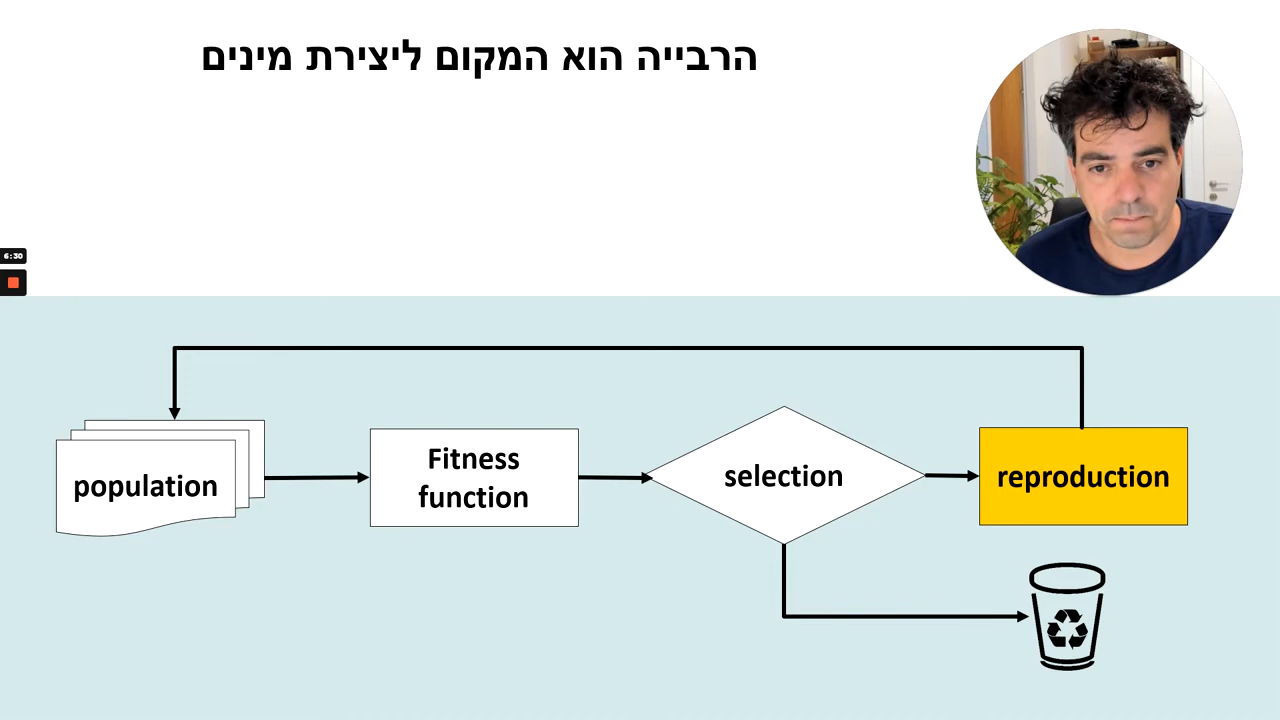 הרבייה הוא המקום ליצירת מינים
6:30
population
Fitness
function
selection
reproduction